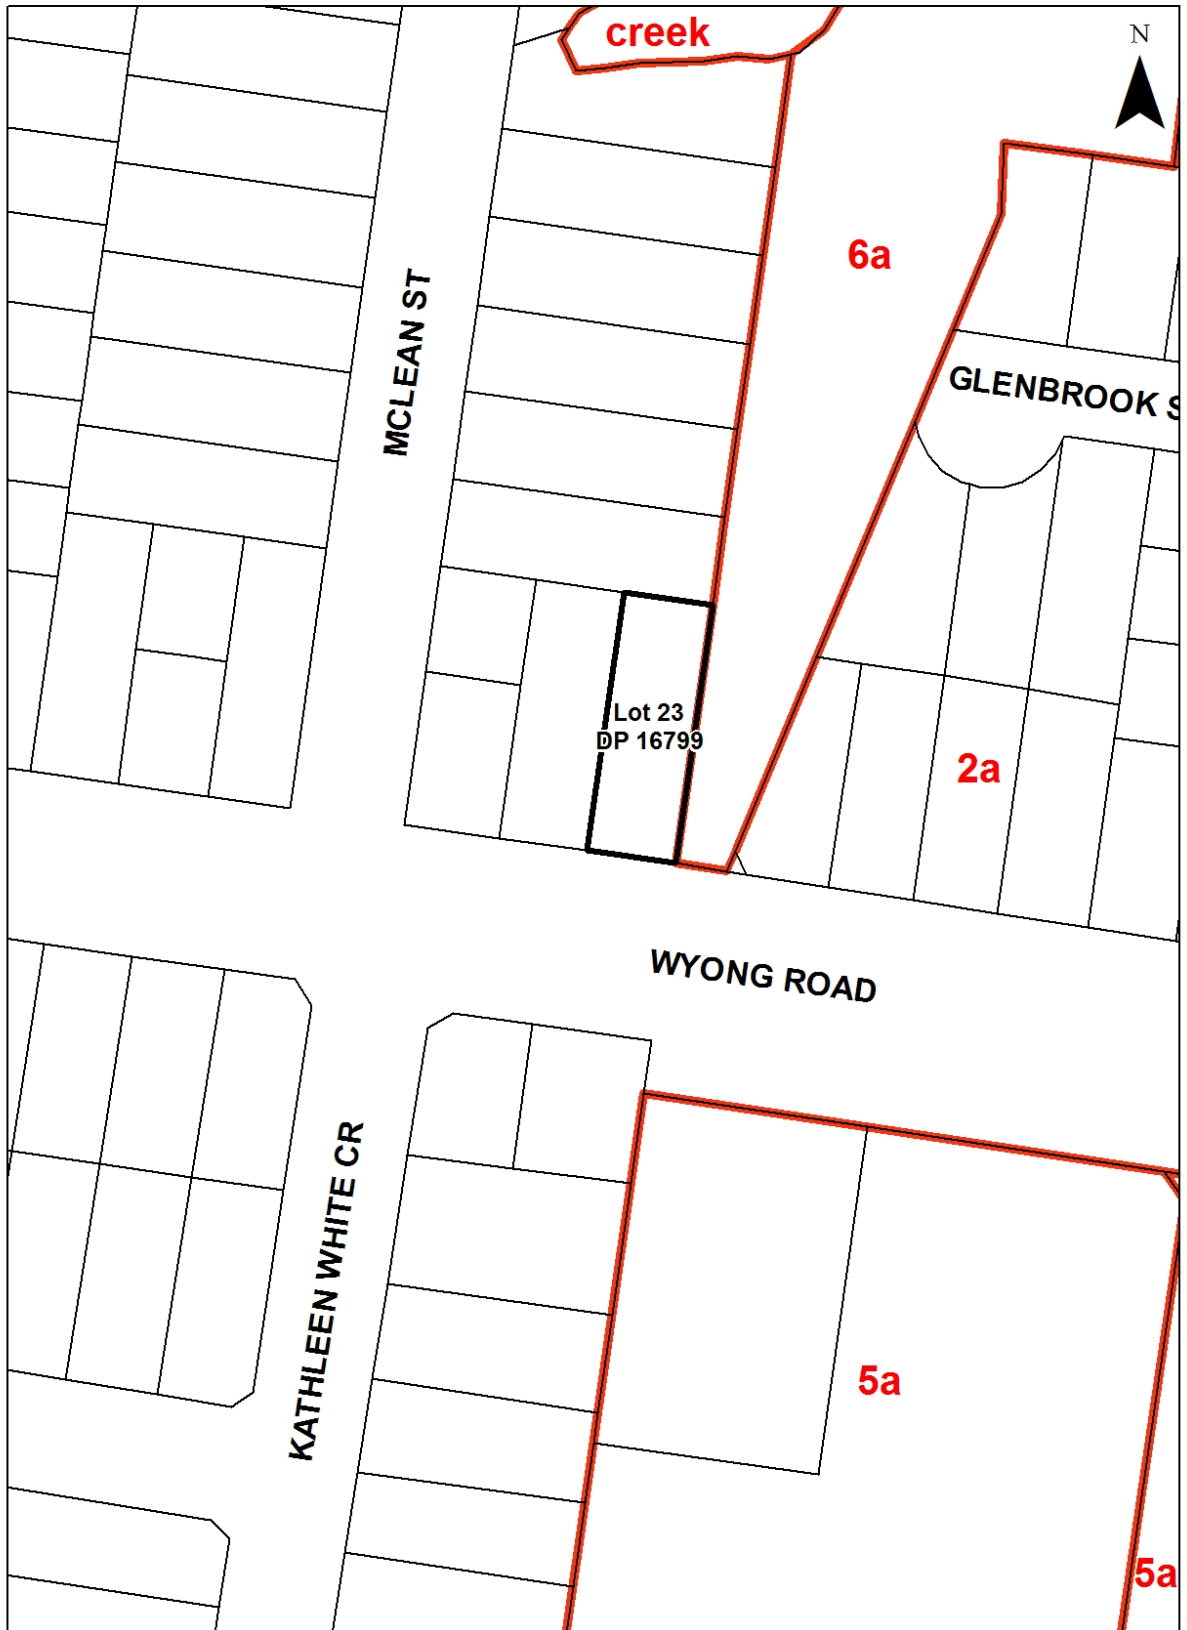 creek
N
6a
MCLEAN ST
GLENBROOK S
Lot 23
DP 16799
2a
WYONG ROAD
KATHLEEN WHITE CR
5a
5a